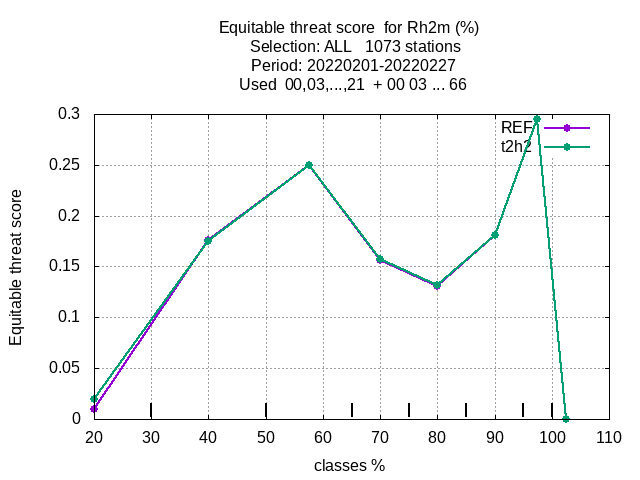 Equitable threat score  for Rh2m (%)
Selection: ALL   1073 stations
Period: 20220201-20220227
Used  00,03,...,21  + 00 03 ... 66
REF
t2h2
0.3
0.25
0.2
0.15
0.1
0.05
0
Equitable threat score
20 30 40 50 60 70 80 90 100 110
classes %